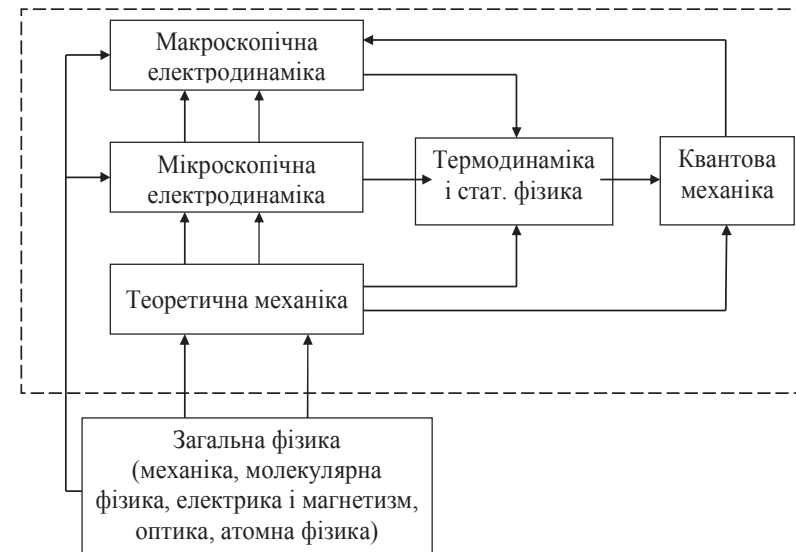 Макроскопічна
електродинаміка
Мікроскопічна
електродинаміка
Термодинаміка
і стат. фізика
Квантова
механіка
Теоретична механіка
Загальна фізика
(механіка, молекулярна
фізика, електрика і магнетизм,
оптика, атомна фізика)